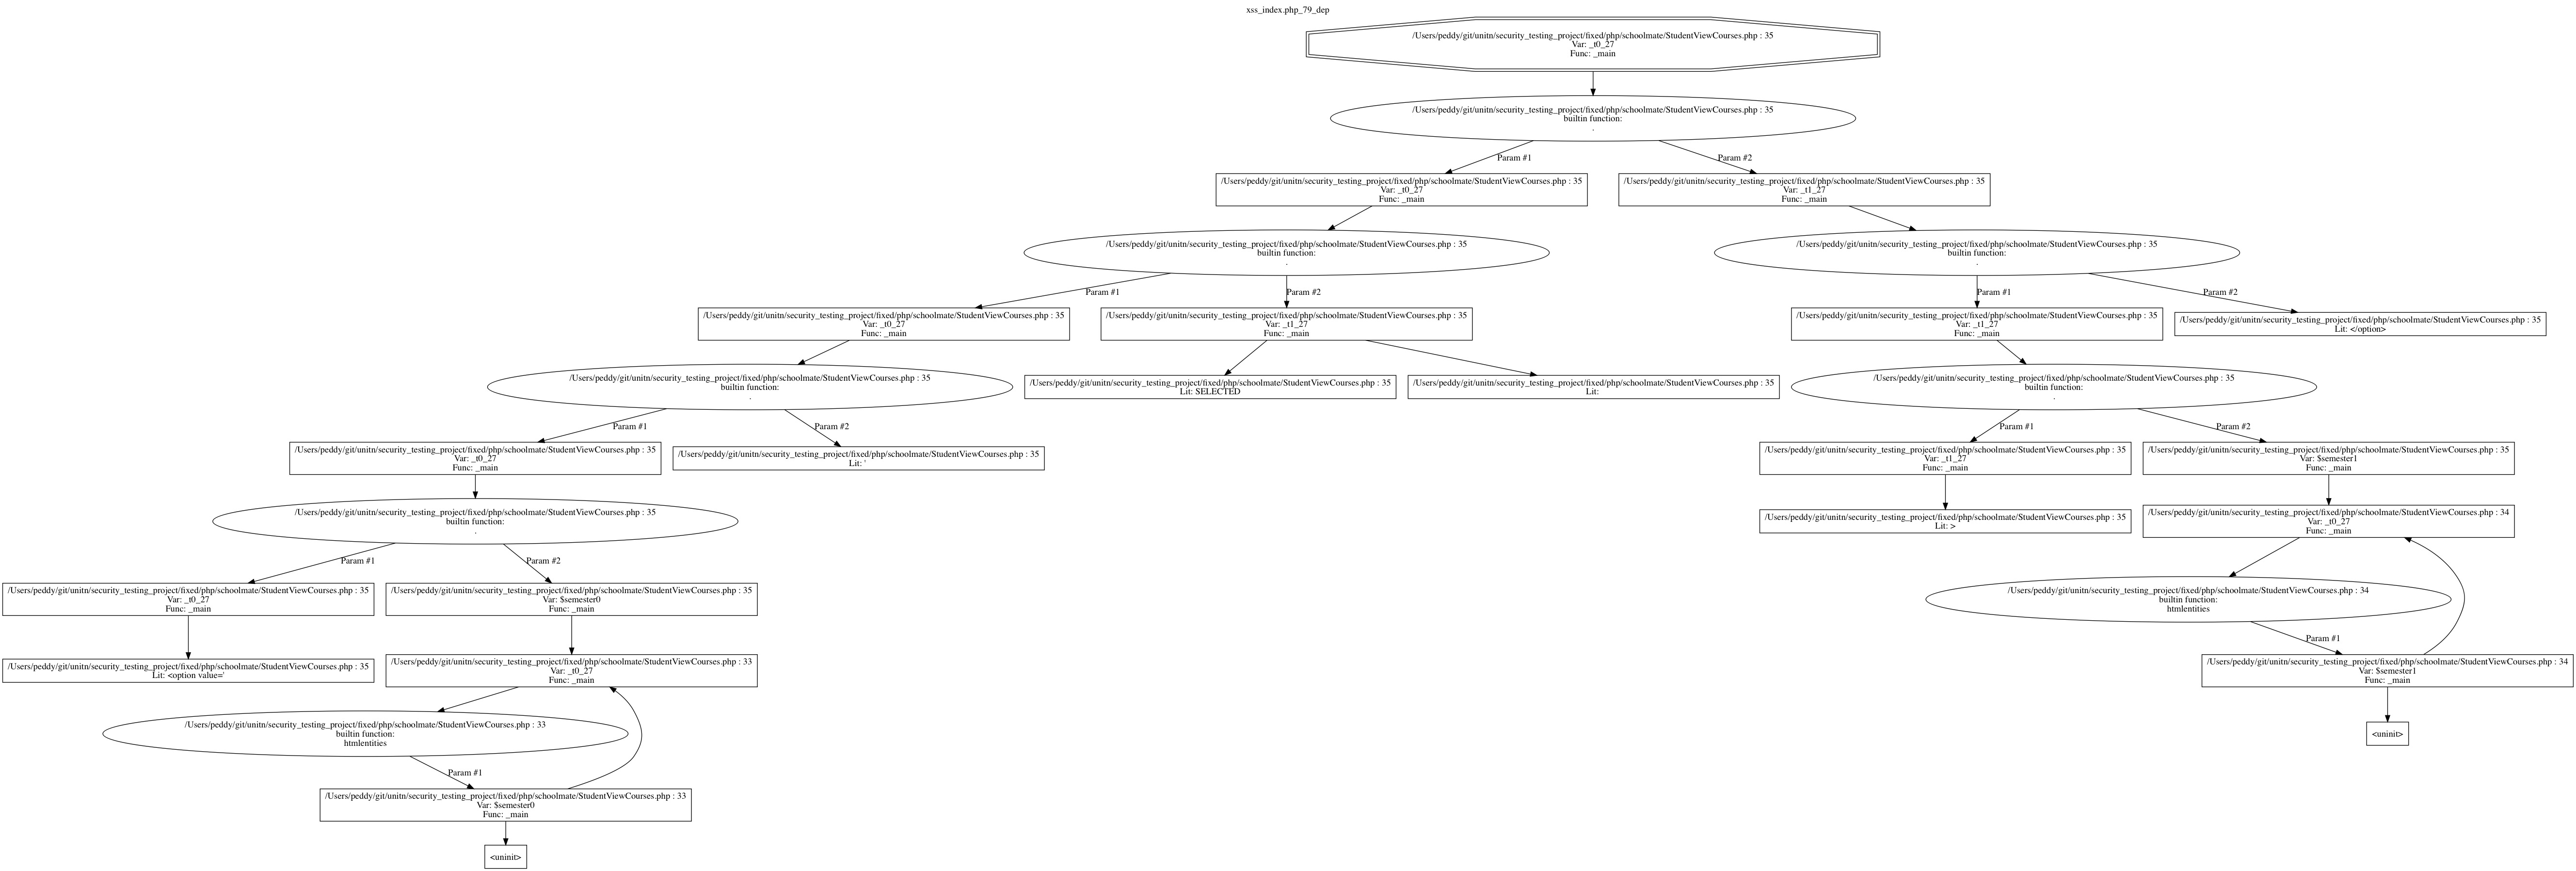 xss_index.php_79_dep
/Users/peddy/git/unitn/security_testing_project/fixed/php/schoolmate/StudentViewCourses.php : 35
Var: _t0_27
Func: _main
/Users/peddy/git/unitn/security_testing_project/fixed/php/schoolmate/StudentViewCourses.php : 35
builtin function:
.
Param #1
Param #2
/Users/peddy/git/unitn/security_testing_project/fixed/php/schoolmate/StudentViewCourses.php : 35
Var: _t0_27
Func: _main
/Users/peddy/git/unitn/security_testing_project/fixed/php/schoolmate/StudentViewCourses.php : 35
Var: _t1_27
Func: _main
/Users/peddy/git/unitn/security_testing_project/fixed/php/schoolmate/StudentViewCourses.php : 35
builtin function:
.
/Users/peddy/git/unitn/security_testing_project/fixed/php/schoolmate/StudentViewCourses.php : 35
builtin function:
.
Param #1
Param #2
Param #1
Param #2
/Users/peddy/git/unitn/security_testing_project/fixed/php/schoolmate/StudentViewCourses.php : 35
Var: _t0_27
Func: _main
/Users/peddy/git/unitn/security_testing_project/fixed/php/schoolmate/StudentViewCourses.php : 35
Var: _t1_27
Func: _main
/Users/peddy/git/unitn/security_testing_project/fixed/php/schoolmate/StudentViewCourses.php : 35
Var: _t1_27
Func: _main
/Users/peddy/git/unitn/security_testing_project/fixed/php/schoolmate/StudentViewCourses.php : 35
Lit: </option>
/Users/peddy/git/unitn/security_testing_project/fixed/php/schoolmate/StudentViewCourses.php : 35
builtin function:
.
/Users/peddy/git/unitn/security_testing_project/fixed/php/schoolmate/StudentViewCourses.php : 35
Lit: SELECTED
/Users/peddy/git/unitn/security_testing_project/fixed/php/schoolmate/StudentViewCourses.php : 35
Lit:
/Users/peddy/git/unitn/security_testing_project/fixed/php/schoolmate/StudentViewCourses.php : 35
builtin function:
.
Param #1
Param #2
Param #1
Param #2
/Users/peddy/git/unitn/security_testing_project/fixed/php/schoolmate/StudentViewCourses.php : 35
Var: _t0_27
Func: _main
/Users/peddy/git/unitn/security_testing_project/fixed/php/schoolmate/StudentViewCourses.php : 35
Lit: '
/Users/peddy/git/unitn/security_testing_project/fixed/php/schoolmate/StudentViewCourses.php : 35
Var: _t1_27
Func: _main
/Users/peddy/git/unitn/security_testing_project/fixed/php/schoolmate/StudentViewCourses.php : 35
Var: $semester1
Func: _main
/Users/peddy/git/unitn/security_testing_project/fixed/php/schoolmate/StudentViewCourses.php : 35
builtin function:
.
/Users/peddy/git/unitn/security_testing_project/fixed/php/schoolmate/StudentViewCourses.php : 35
Lit: >
/Users/peddy/git/unitn/security_testing_project/fixed/php/schoolmate/StudentViewCourses.php : 34
Var: _t0_27
Func: _main
Param #1
Param #2
/Users/peddy/git/unitn/security_testing_project/fixed/php/schoolmate/StudentViewCourses.php : 35
Var: _t0_27
Func: _main
/Users/peddy/git/unitn/security_testing_project/fixed/php/schoolmate/StudentViewCourses.php : 35
Var: $semester0
Func: _main
/Users/peddy/git/unitn/security_testing_project/fixed/php/schoolmate/StudentViewCourses.php : 34
builtin function:
htmlentities
Param #1
/Users/peddy/git/unitn/security_testing_project/fixed/php/schoolmate/StudentViewCourses.php : 35
Lit: <option value='
/Users/peddy/git/unitn/security_testing_project/fixed/php/schoolmate/StudentViewCourses.php : 33
Var: _t0_27
Func: _main
/Users/peddy/git/unitn/security_testing_project/fixed/php/schoolmate/StudentViewCourses.php : 34
Var: $semester1
Func: _main
/Users/peddy/git/unitn/security_testing_project/fixed/php/schoolmate/StudentViewCourses.php : 33
builtin function:
htmlentities
<uninit>
Param #1
/Users/peddy/git/unitn/security_testing_project/fixed/php/schoolmate/StudentViewCourses.php : 33
Var: $semester0
Func: _main
<uninit>